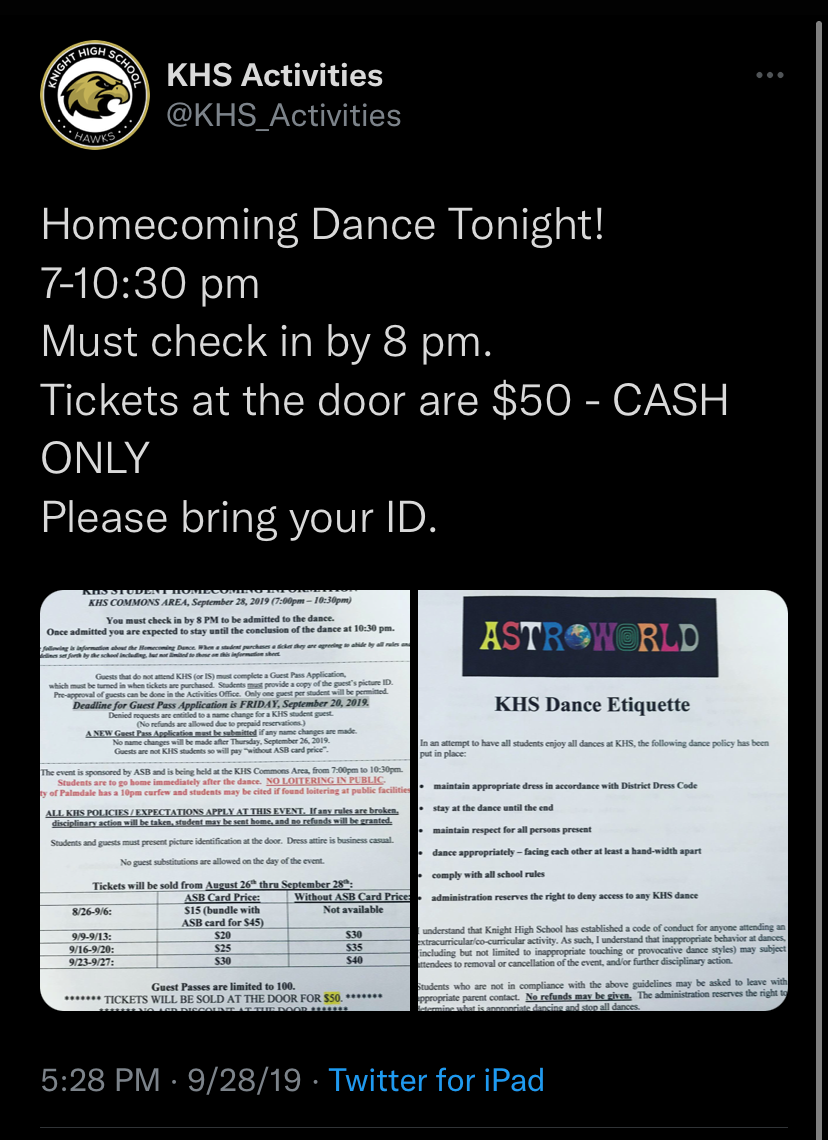 KNIGHT HIGH SCHOOL
HAWKS
KHS Activities
@KHS_Activities
Homecoming Dance Tonight!
7-10:30 pm
Must check in by 8 pm.
Tickets at the door are $50 - CASH
ONLY
Please bring your ID.
KHS STUDENT HOMECOMING INFORMATION
KHS COMMONS AREA, September 28, 2019 (7:00pm – 10:30pm)
You must check in by 8 PM to be admitted to the dance.
Once admitted you are expected to stay until the conclusion of the dance at 10:30 pm.
following is information about the Homecoming Dance. When a student purchases a ticket they are agreeing to abide by all rules and
delines set forth by the school including, but not limited to those on this information sheet.
Guests that do not attend KHS (or IS) must complete a Guest Pass Application,
which must be turned in when tickets are purchased. Students must provide a copy of the guest's picture ID.
Pre-approval of guests can be done in the Activities Office. Only one guest per student will be permitted.
Deadline for Guest Pass Application is FRIDAY, September 20, 2019.
Denied requests are entitled to a name change for a KHS student guest.
(No refunds are allowed due to prepaid reservations.)
A NEW Guest Pass Application must be submitted if any name changes are made.
No name changes will be made after Thursday, September 26, 2019.
Guests are not KHS students so will pay "without ASB card price".
The event is sponsored by ASB and is being held at the KHS Commons Area, from 7:00pm to 10:30pm.
Students are to go home immediately after the dance. NO LOITERING IN PUBLIC.
ty of Palmdale has a 10pm curfew and students may be cited if found loitering at public facilities
ALL KHS POLICIES / EXPECTATIONS APPLY AT THIS EVENT. If any rules are broken,
disciplinary action will be taken, student may be sent home, and no refunds will be granted.
Students and guests must present picture identification at the door. Dress attire is business casual.
No guest substitutions are allowed on the day of the event.
Tickets will be sold from August 26th thru September 28th:
ASB Card Price: Without ASB Card Price:
8/26-9/6: $15 (bundle with Not available
ASB card for $45)
9/9-9/13: $20 $30
9/16-9/20: $25 $35
9/23-9/27: $30 $40
Guest Passes are limited to 100.
******* TICKETS WILL BE SOLD AT THE DOOR FOR $50. *******
******* NO ASB DISCOUNT AT THE DOOR *******
ASTROWORLD
KHS Dance Etiquette
In an attempt to have all students enjoy all dances at KHS, the following dance policy has been
put in place:
• maintain appropriate dress in accordance with District Dress Code
• stay at the dance until the end
• maintain respect for all persons present
• dance appropriately – facing each other at least a hand-width apart
• comply with all school rules
• administration reserves the right to deny access to any KHS dance
I understand that Knight High School has established a code of conduct for anyone attending an
extracurricular/co-curricular activity. As such, I understand that inappropriate behavior at dances,
(including but not limited to inappropriate touching or provocative dance styles) may subject
attendees to removal or cancellation of the event, and/or further disciplinary action.
Students who are not in compliance with the above guidelines may be asked to leave with
appropriate parent contact. No refunds may be given. The administration reserves the right to
determine what is appropriate dancing and stop all dances.
5:28 PM · 9/28/19 · Twitter for iPad